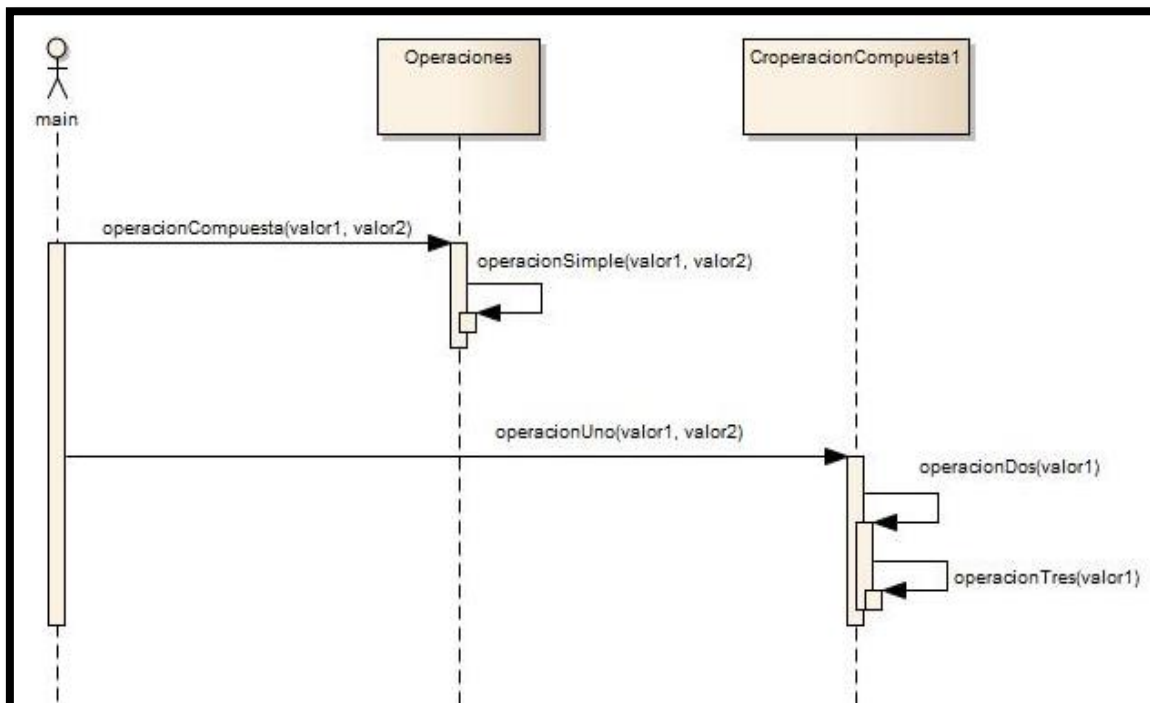 main
Operaciones
CroperacionCompuesta1
operacionCompuesta(valor1, valor2)
operacionSimple(valor1, valor2)
operacionUno(valor1, valor2)
operacionDos(valor1)
operacionTres(valor1)